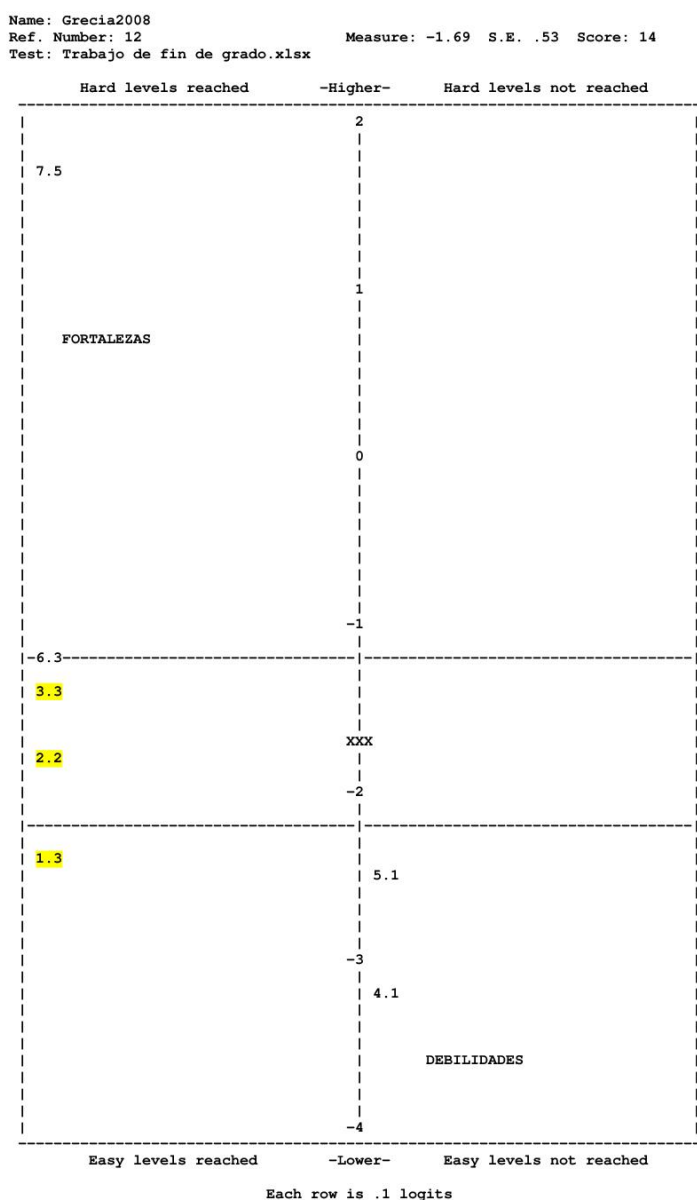 Name: Grecia2008
Ref. Number: 12 Measure: -1.69 S.E. .53 Score: 14
Test: Trabajo de fin de grado.xlsx
Hard levels reached -Higher- Hard levels not reached
2
7.5
1
FORTALEZAS
0
-1
-6.3
3.3
XXX
2.2
-2
1.3
5.1
-3
4.1
DEBILIDADES
-4
Easy levels reached -Lower- Easy levels not reached
Each row is .1 logits